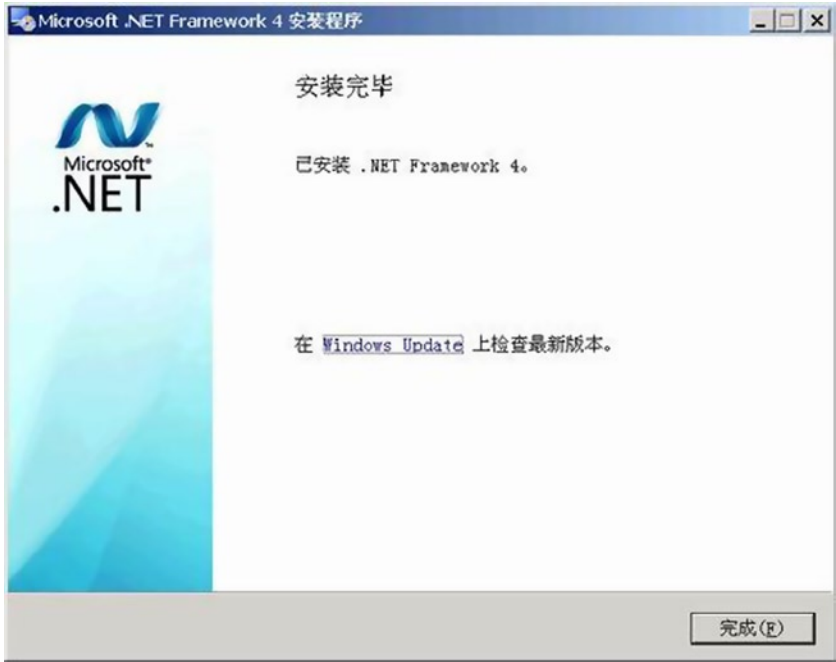 Microsoft .NET Framework 4 安装程序
安装完毕
Microsoft®
.NET
已安装 .NET Framework 4。
在 Windows Update 上检查最新版本。
完成(F)